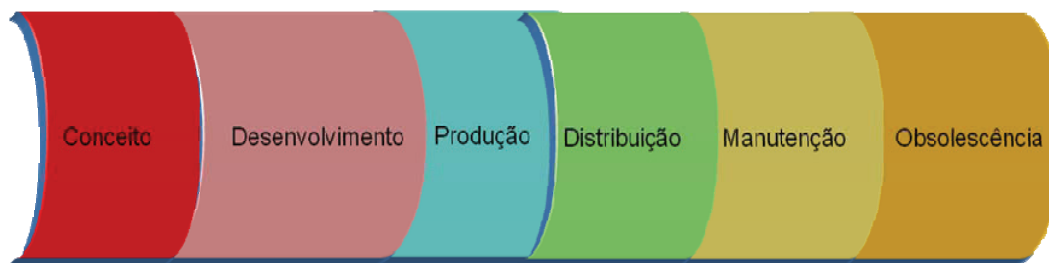 Conceito
Desenvolvimento
Produção
Distribuição
Manutenção
Obsolescência